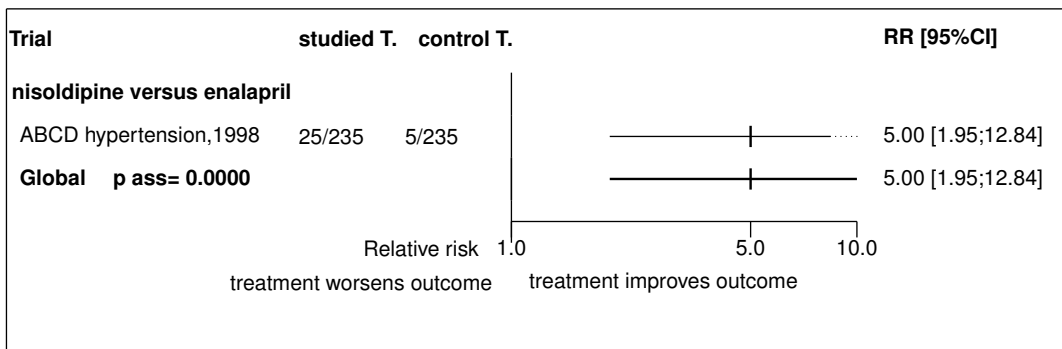 Trial studied T. control T. RR [95%CI]
nisoldipine versus enalapril
ABCD hypertension,1998 25/235 5/235 5.00 [1.95;12.84]
Global p ass= 0.0000 5.00 [1.95;12.84]
Relative risk 1.0 5.0 10.0
treatment worsens outcome treatment improves outcome